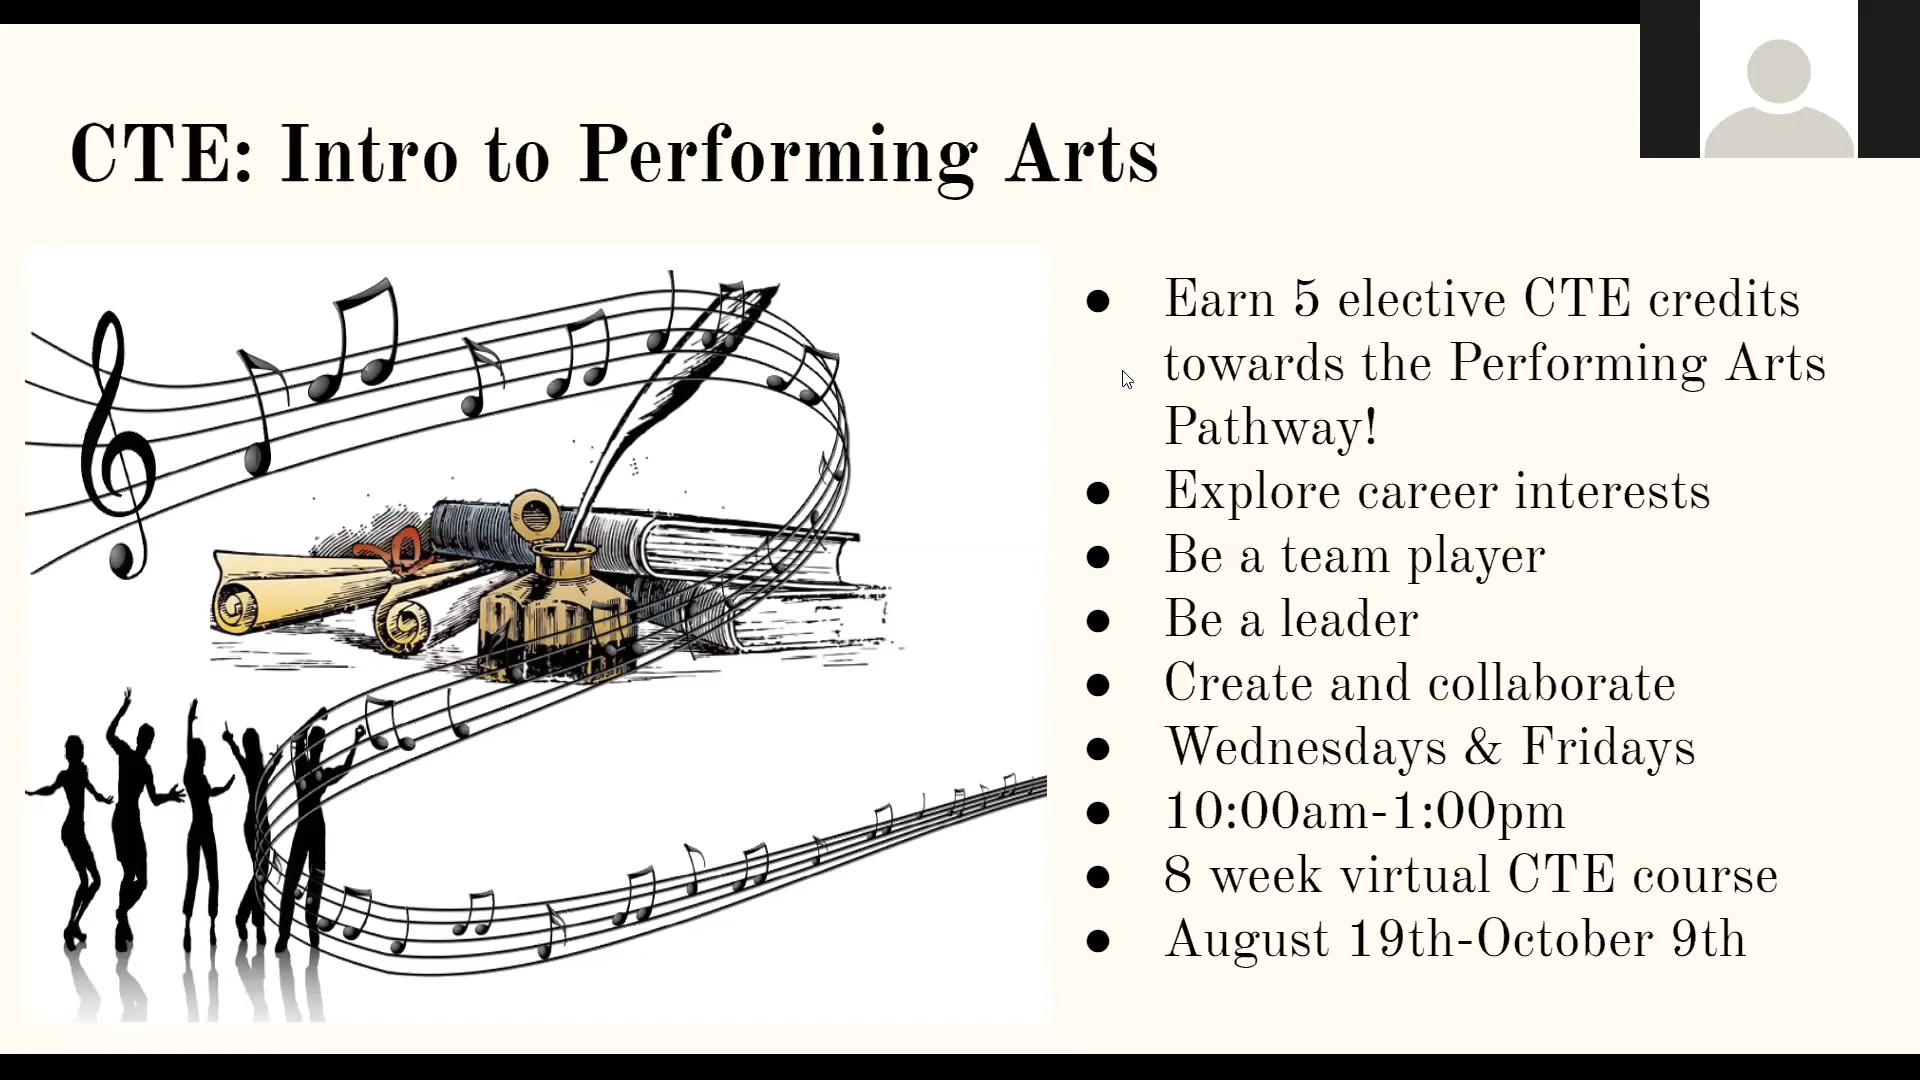 CTE: Intro to Performing Arts
● Earn 5 elective CTE credits
towards the Performing Arts
Pathway!
● Explore career interests
● Be a team player
● Be a leader
● Create and collaborate
● Wednesdays & Fridays
● 10:00am-1:00pm
● 8 week virtual CTE course
● August 19th-October 9th